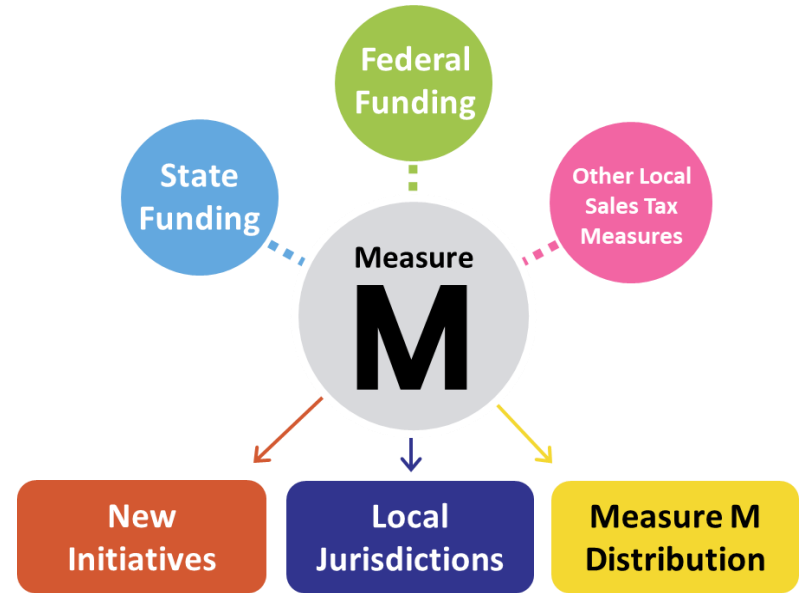 Federal
Funding
State
Funding
Other Local
Sales Tax
Measures
Measure
M
New
Initiatives
Local
Jurisdictions
Measure M
Distribution